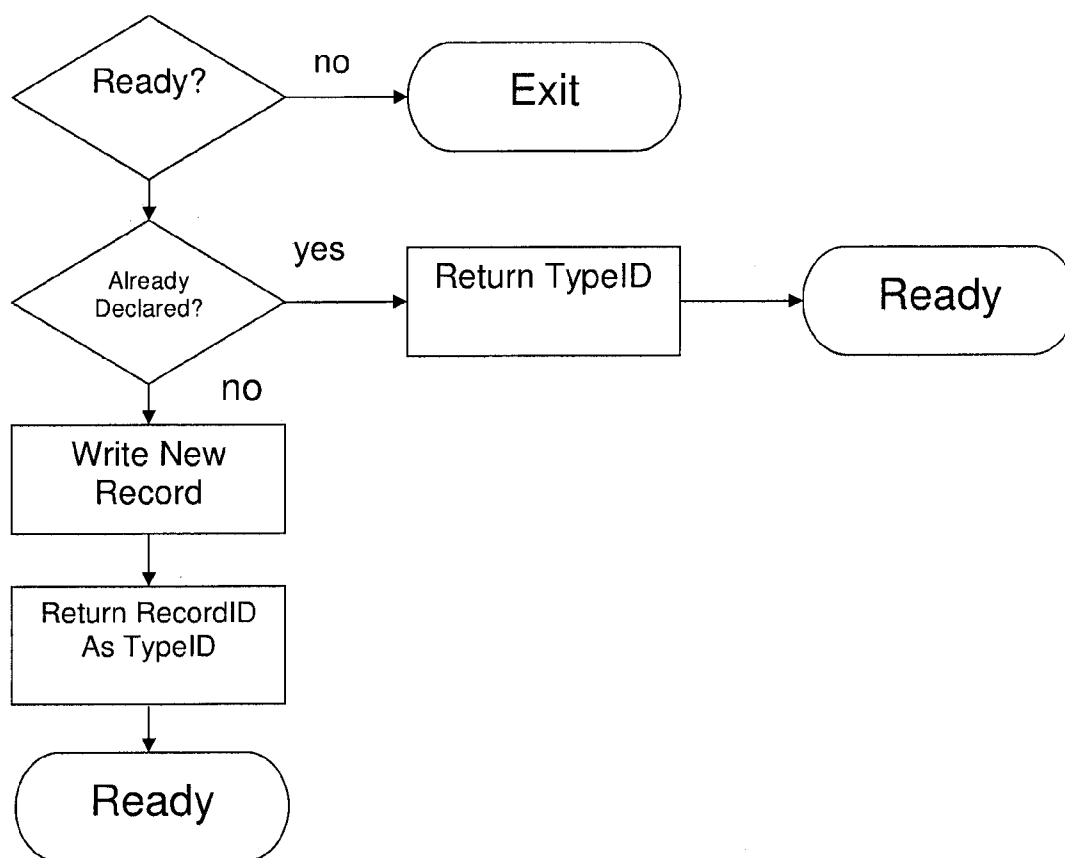 Ready?
no
Exit
Already
Declared?
yes
Return TypeID
Ready
no
Write New
Record
Return RecordID
As TypeID
Ready